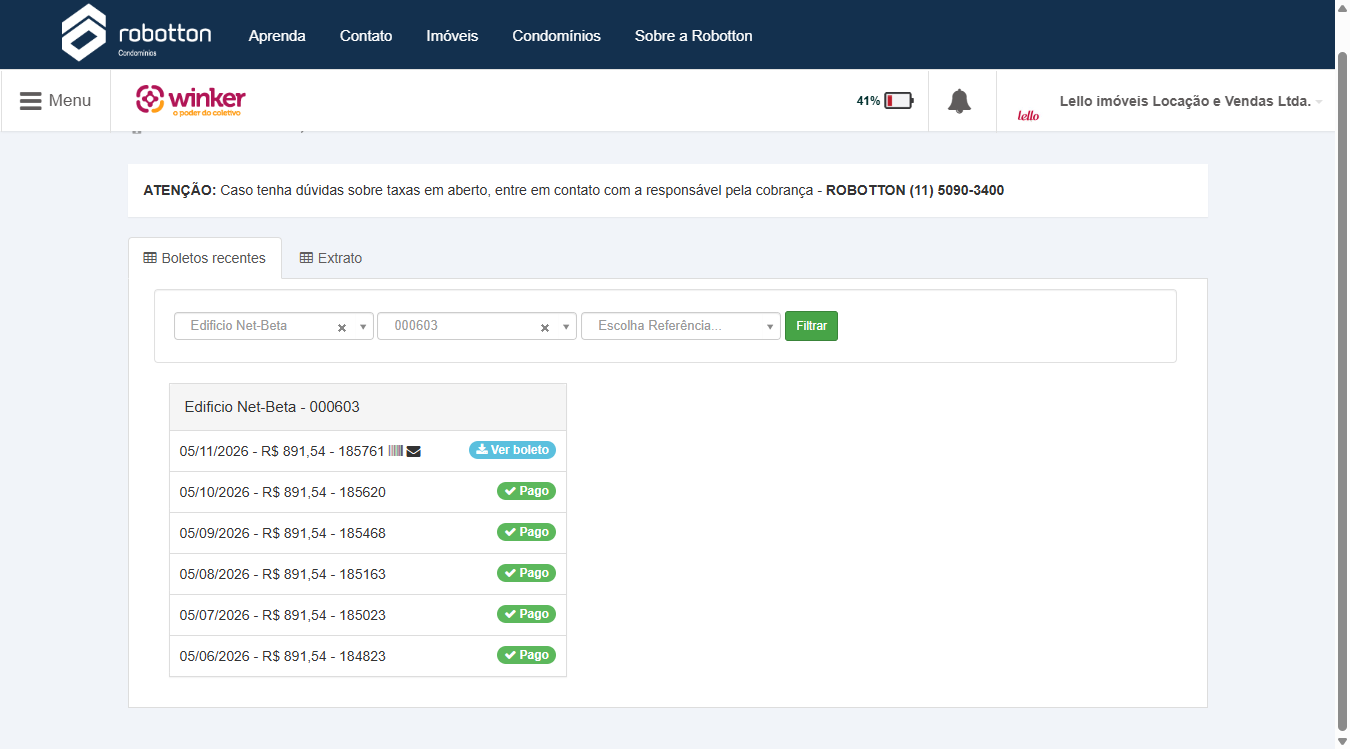 robotton
Condomínios
Aprenda
Contato
Imóveis
Condomínios
Sobre a Robotton
Menu
winker
o poder do coletivo
41%
lello
Lello imóveis Locação e Vendas Ltda.
ATENÇÃO: Caso tenha dúvidas sobre taxas em aberto, entre em contato com a responsável pela cobrança - ROBOTTON (11) 5090-3400
Boletos recentes
Extrato
Edificio Net-Beta
000603
Escolha Referência...
Filtrar
Edificio Net-Beta - 000603
05/11/2026 - R$ 891,54 - 185761 Ver boleto
05/10/2026 - R$ 891,54 - 185620 Pago
05/09/2026 - R$ 891,54 - 185468 Pago
05/08/2026 - R$ 891,54 - 185163 Pago
05/07/2026 - R$ 891,54 - 185023 Pago
05/06/2026 - R$ 891,54 - 184823 Pago